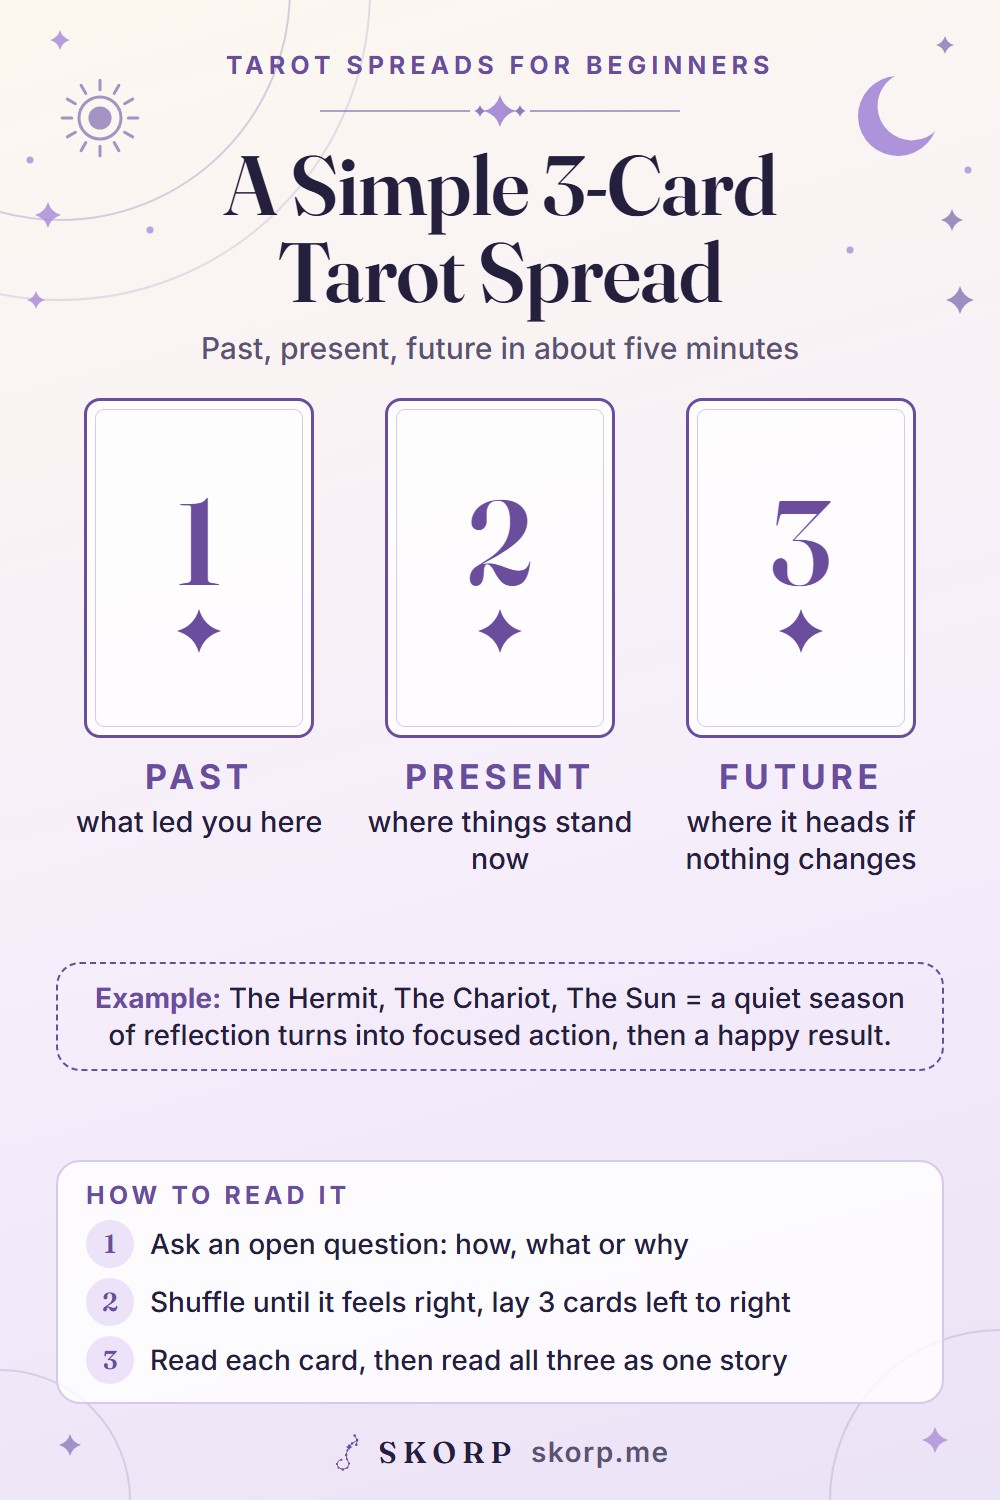 TAROT SPREADS FOR BEGINNERS
A Simple 3-Card
Tarot Spread
Past, present, future in about five minutes
1
2
3
PAST
what led you here
PRESENT
where things stand
now
FUTURE
where it heads if
nothing changes
Example: The Hermit, The Chariot, The Sun = a quiet season
of reflection turns into focused action, then a happy result.
HOW TO READ IT
1 Ask an open question: how, what or why
2 Shuffle until it feels right, lay 3 cards left to right
3 Read each card, then read all three as one story
SKORP skorp.me